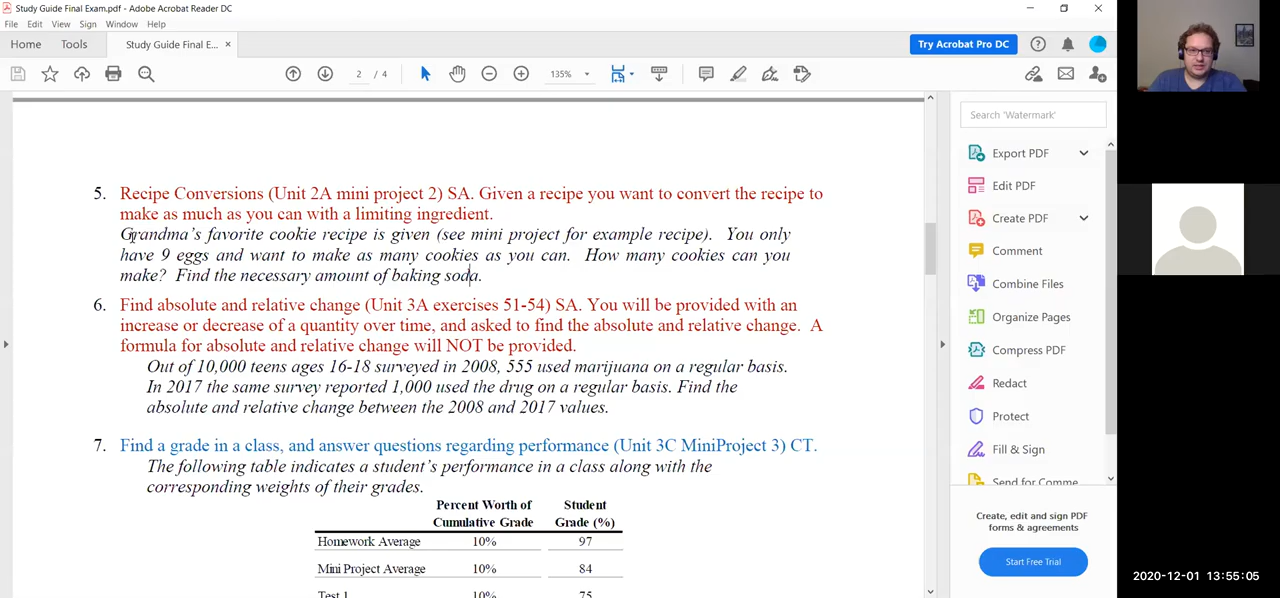 Study Guide Final Exam.pdf - Adobe Acrobat Reader DC
File Edit View Sign Window Help
Home Tools Study Guide Final E... ×
Try Acrobat Pro DC
2 / 4
135%
Search 'Watermark'
Export PDF
Edit PDF
Create PDF
Comment
Combine Files
Organize Pages
Compress PDF
Redact
Protect
Fill & Sign
Send for Comme
Create, edit and sign PDF
forms & agreements
Start Free Trial
5. Recipe Conversions (Unit 2A mini project 2) SA. Given a recipe you want to convert the recipe to
make as much as you can with a limiting ingredient.
Grandma's favorite cookie recipe is given (see mini project for example recipe). You only
have 9 eggs and want to make as many cookies as you can. How many cookies can you
make? Find the necessary amount of baking soda.
6. Find absolute and relative change (Unit 3A exercises 51-54) SA. You will be provided with an
increase or decrease of a quantity over time, and asked to find the absolute and relative change. A
formula for absolute and relative change will NOT be provided.
Out of 10,000 teens ages 16-18 surveyed in 2008, 555 used marijuana on a regular basis.
In 2017 the same survey reported 1,000 used the drug on a regular basis. Find the
absolute and relative change between the 2008 and 2017 values.
7. Find a grade in a class, and answer questions regarding performance (Unit 3C MiniProject 3) CT.
The following table indicates a student's performance in a class along with the
corresponding weights of their grades.
Percent Worth of Student
Cumulative Grade Grade (%)
Homework Average 10% 97
Mini Project Average 10% 84
Test 1 10% 75
2020-12-01 13:55:05